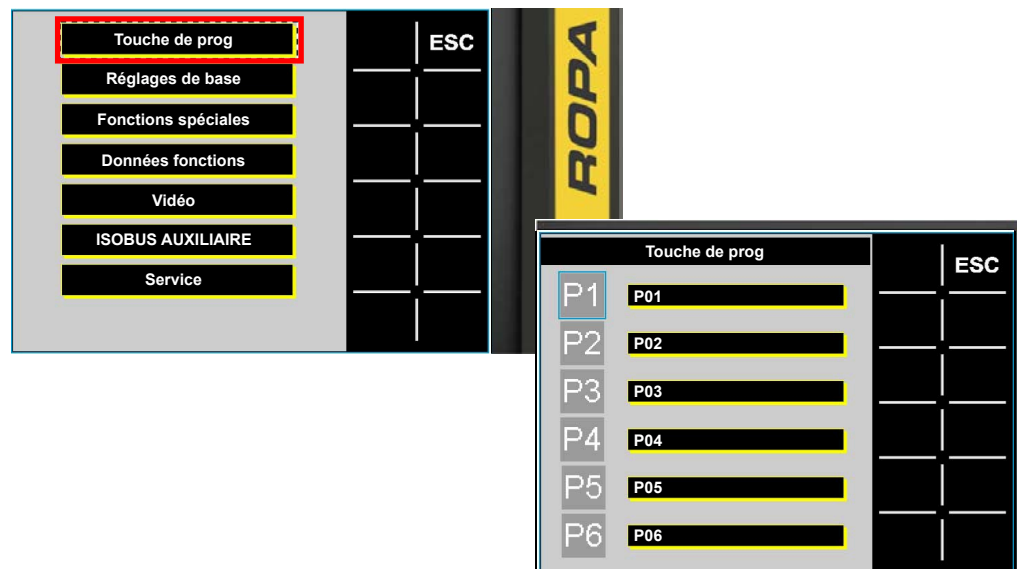 Touche de prog
ESC
Réglages de base
Fonctions spéciales
Données fonctions
Vidéo
ISOBUS AUXILIAIRE
Service
ROPA
Touche de prog
ESC
P1 P01
P2 P02
P3 P03
P4 P04
P5 P05
P6 P06